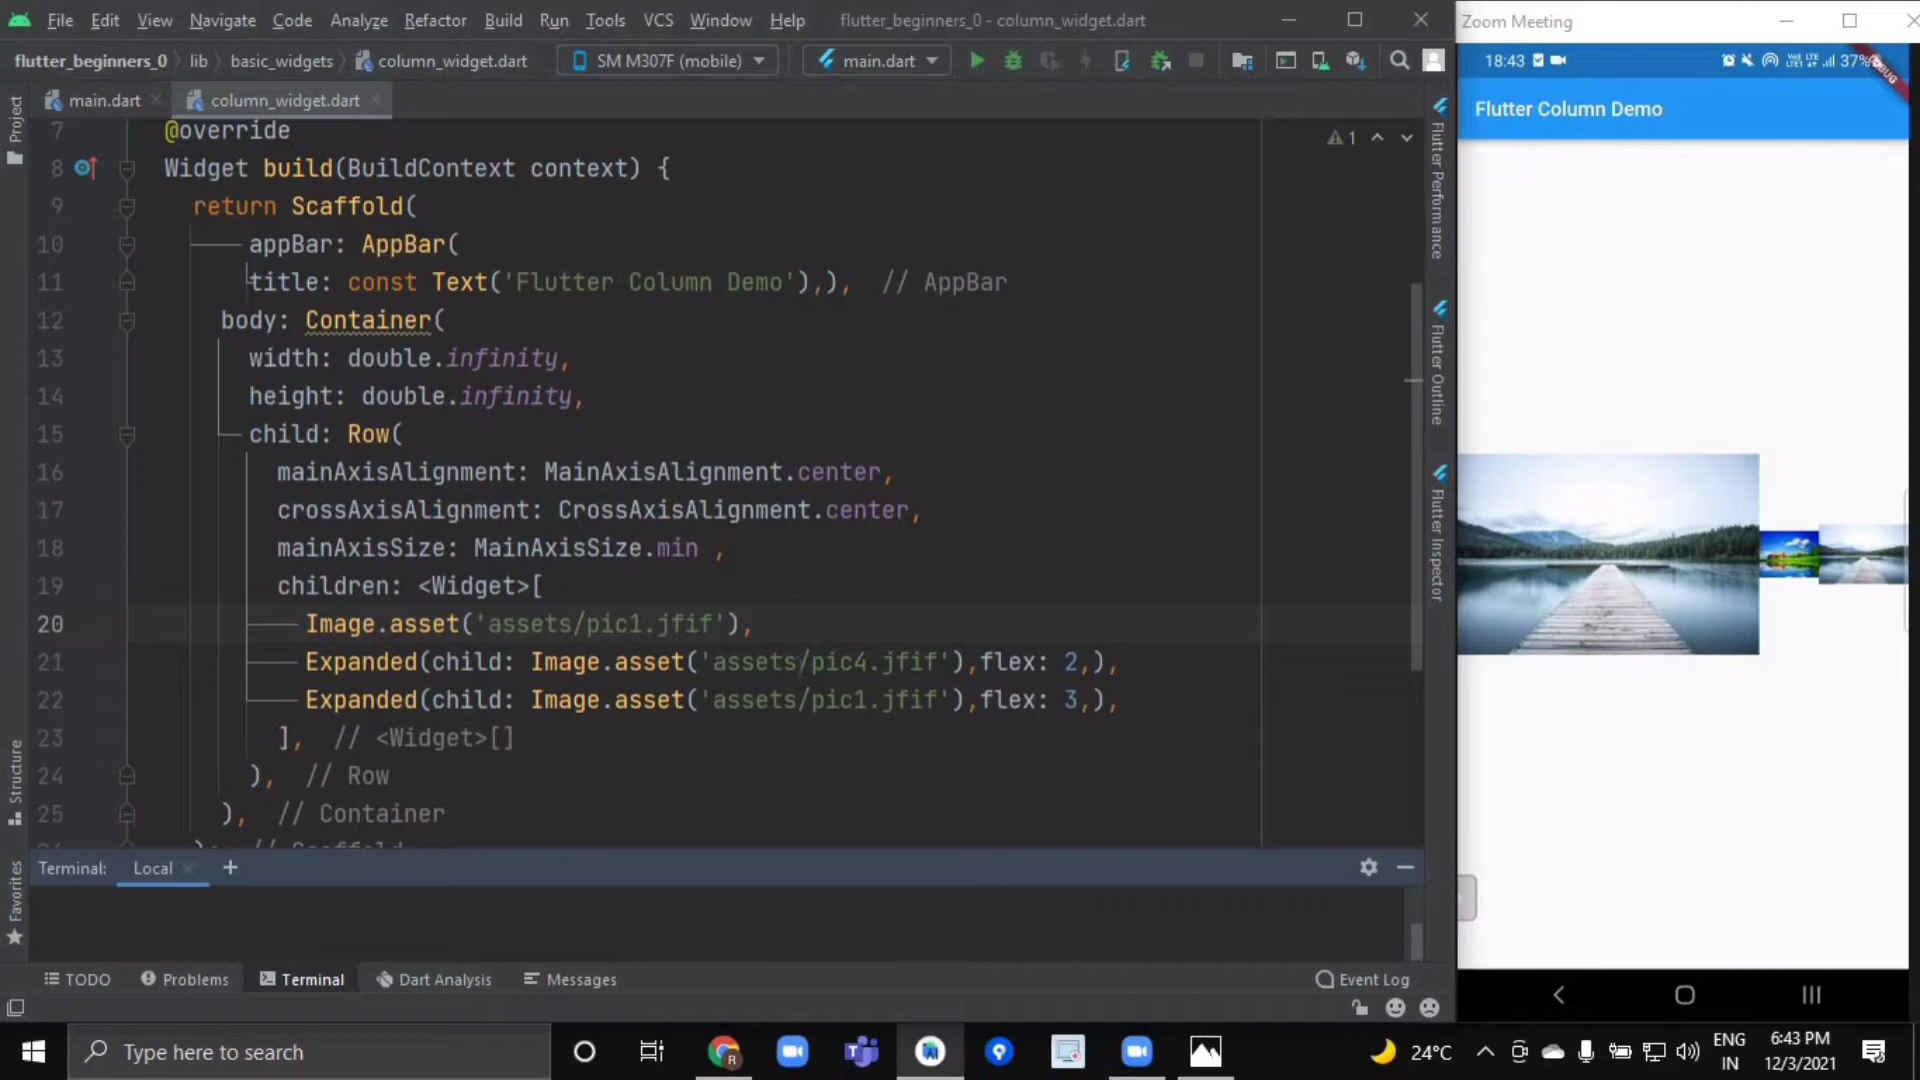 File Edit View Navigate Code Analyze Refactor Build Run Tools VCS Window Help flutter_beginners_0 - column_widget.dart
Zoom Meeting
flutter_beginners_0 lib basic_widgets column_widget.dart SM M307F (mobile) main.dart
18:43 37%
DEBUG
main.dart column_widget.dart
Flutter Column Demo
Project
Structure
Favorites
Flutter Performance
Flutter Outline
Flutter Inspector
1
7 @override
8 Widget build(BuildContext context) {
9 return Scaffold(
10 appBar: AppBar(
11 title: const Text('Flutter Column Demo'),), // AppBar
12 body: Container(
13 width: double.infinity,
14 height: double.infinity,
15 child: Row(
16 mainAxisAlignment: MainAxisAlignment.center,
17 crossAxisAlignment: CrossAxisAlignment.center,
18 mainAxisSize: MainAxisSize.min ,
19 children: <Widget>[
20 Image.asset('assets/pic1.jfif'),
21 Expanded(child: Image.asset('assets/pic4.jfif'),flex: 2,),
22 Expanded(child: Image.asset('assets/pic1.jfif'),flex: 3,),
23 ], // <Widget>[]
24 ), // Row
25 ), // Container
Terminal: Local
TODO Problems Terminal Dart Analysis Messages Event Log
Type here to search
24°C
ENG
IN
6:43 PM
12/3/2021